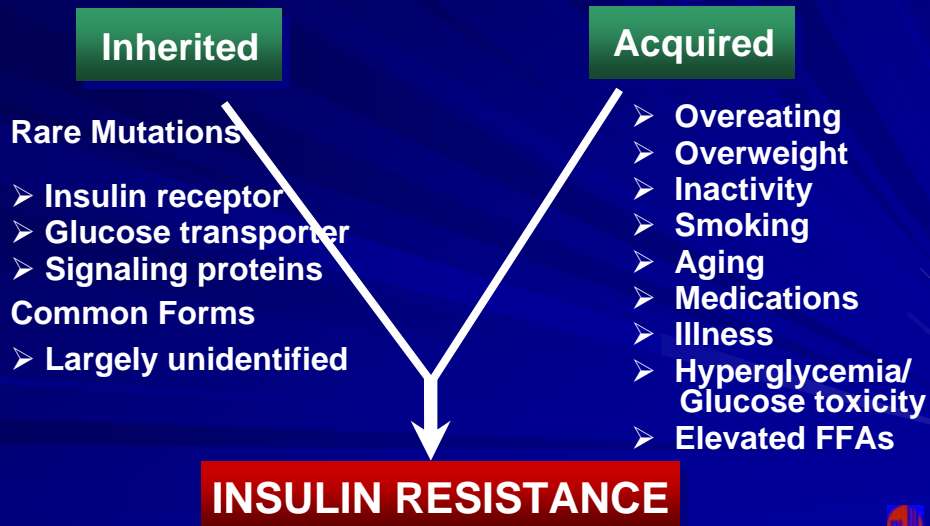 Inherited
Rare Mutations
➢ Insulin receptor
➢ Glucose transporter
➢ Signaling proteins
Common Forms
➢ Largely unidentified
Acquired
➢ Overeating
➢ Overweight
➢ Inactivity
➢ Smoking
➢ Aging
➢ Medications
➢ Illness
➢ Hyperglycemia/
Glucose toxicity
➢ Elevated FFAs
INSULIN RESISTANCE